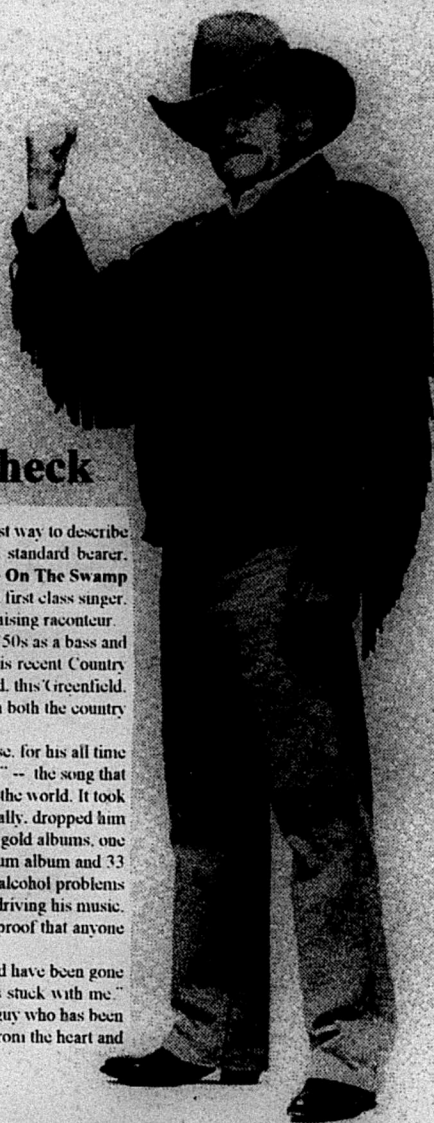 heck
st way to describe
standard bearer.
On The Swamp
first class singer.
using raconteur.
'50s as a bass and
is recent Country
d. this Greenfield.
both the country
se. for his all time
" -- the song that
the world. It took
ally. dropped him
gold albums, one
um album and 33
alcohol problems
driving his music.
proof that anyone
d have been gone
stuck with me."
guy who has been
rom the heart and